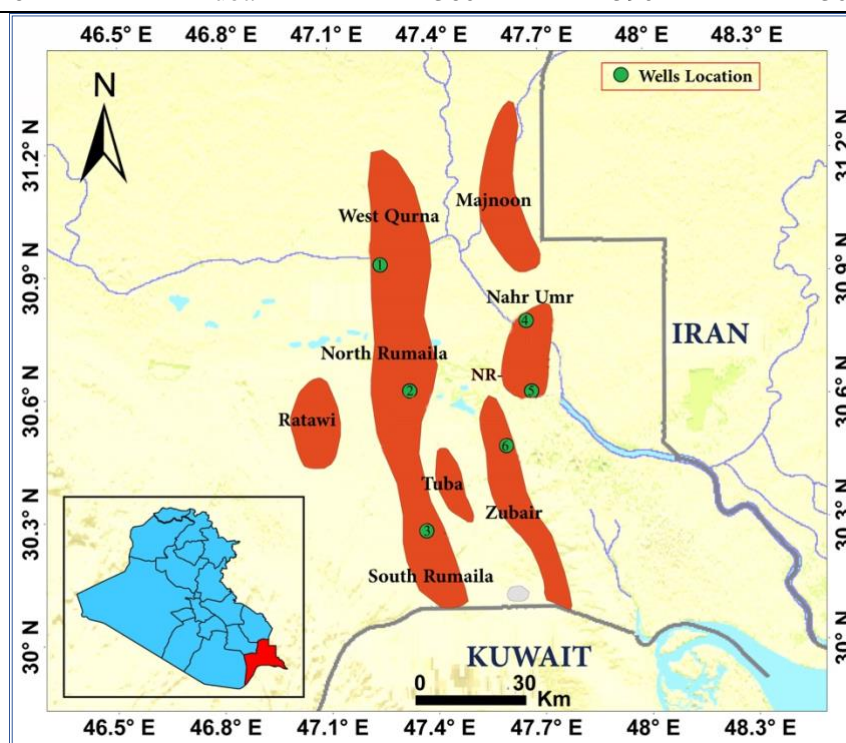 46.5° E 46.8° E 47.1° E 47.4° E 47.7° E 48° E 48.3° E
Wells Location
N
31.2° N 31.2° N
Majnoon
West Qurna
1
30.9° N 30.9° N
Nahr Umr
4
IRAN
North Rumaila
NR-
2 5
30.6° N 30.6° N
Ratawi
6
Tuba
Zubair
3
30.3° N 30.3° N
South Rumaila
30° N 30° N
KUWAIT
0 30
Km
46.5° E 46.8° E 47.1° E 47.4° E 47.7° E 48° E 48.3° E